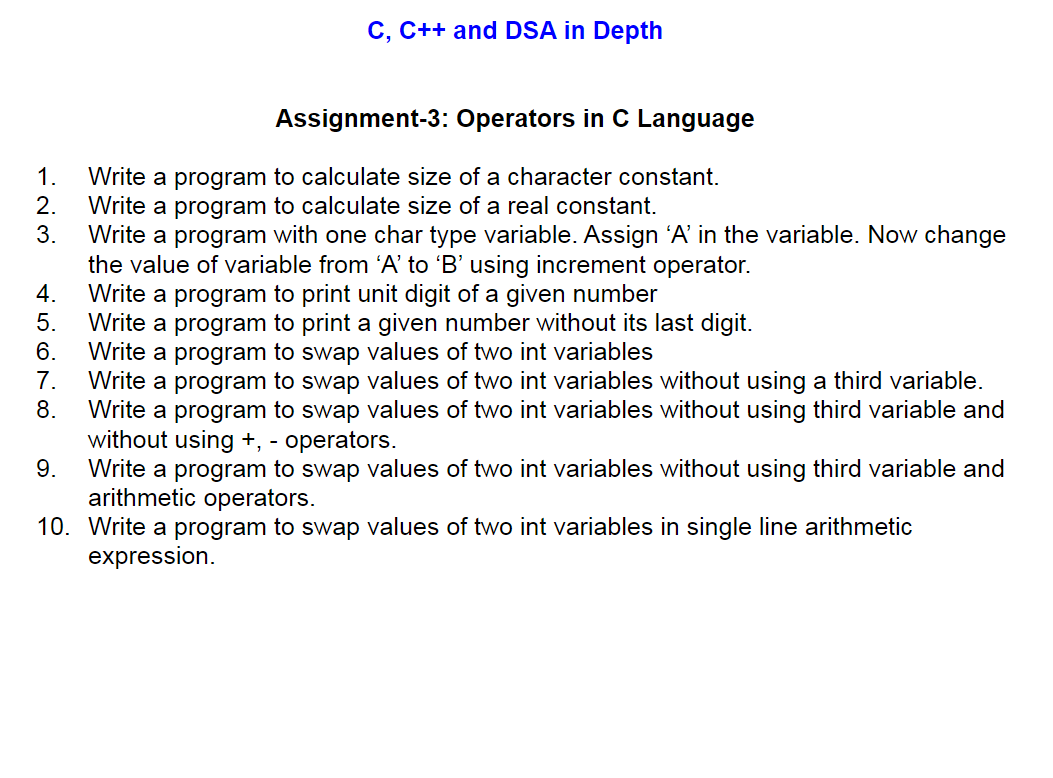 C, C++ and DSA in Depth
Assignment-3: Operators in C Language
1. Write a program to calculate size of a character constant.
2. Write a program to calculate size of a real constant.
3. Write a program with one char type variable. Assign ‘A’ in the variable. Now change
the value of variable from ‘A’ to ‘B’ using increment operator.
4. Write a program to print unit digit of a given number
5. Write a program to print a given number without its last digit.
6. Write a program to swap values of two int variables
7. Write a program to swap values of two int variables without using a third variable.
8. Write a program to swap values of two int variables without using third variable and
without using +, - operators.
9. Write a program to swap values of two int variables without using third variable and
arithmetic operators.
10. Write a program to swap values of two int variables in single line arithmetic
expression.